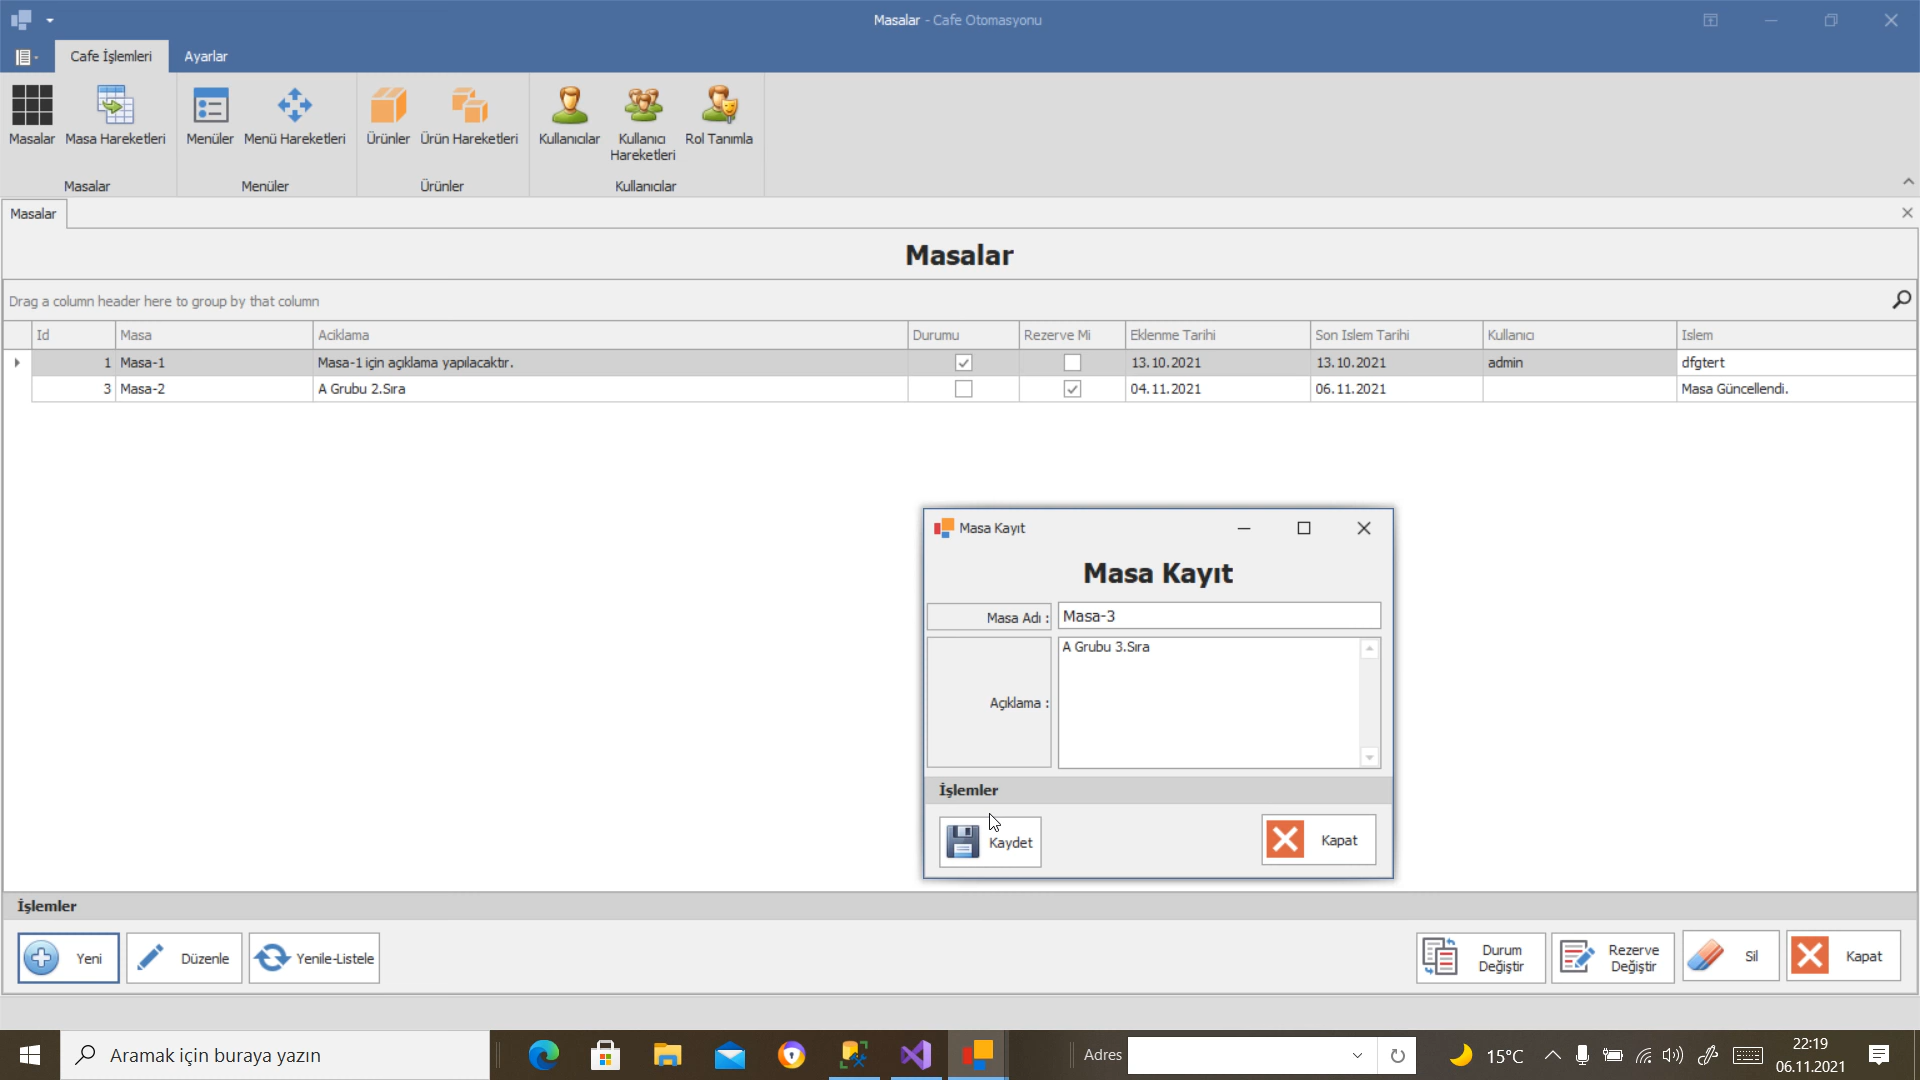 Masalar - Cafe Otomasyonu
Cafe İşlemleri Ayarlar
Masalar Masa Hareketleri Menüler Menü Hareketleri Ürünler Ürün Hareketleri Kullanıcılar Kullanıcı Hareketleri Rol Tanımla
Masalar Menüler Ürünler Kullanıcılar
Masalar
Masalar
Drag a column header here to group by that column
Id Masa Aciklama Durumu Rezerve Mi Eklenme Tarihi Son Islem Tarihi Kullanıcı Islem
1 Masa-1 Masa-1 için açıklama yapılacaktır. 13.10.2021 13.10.2021 admin dfgtert
3 Masa-2 A Grubu 2.Sıra 04.11.2021 06.11.2021 Masa Güncellendi.
Masa Kayıt
Masa Kayıt
Masa Adı : Masa-3
Açıklama : A Grubu 3.Sıra
İşlemler
Kaydet Kapat
İşlemler
Yeni Düzenle Yenile-Listele Durum Değiştir Rezerve Değiştir Sil Kapat
Aramak için buraya yazın Adres 15°C 22:19
06.11.2021